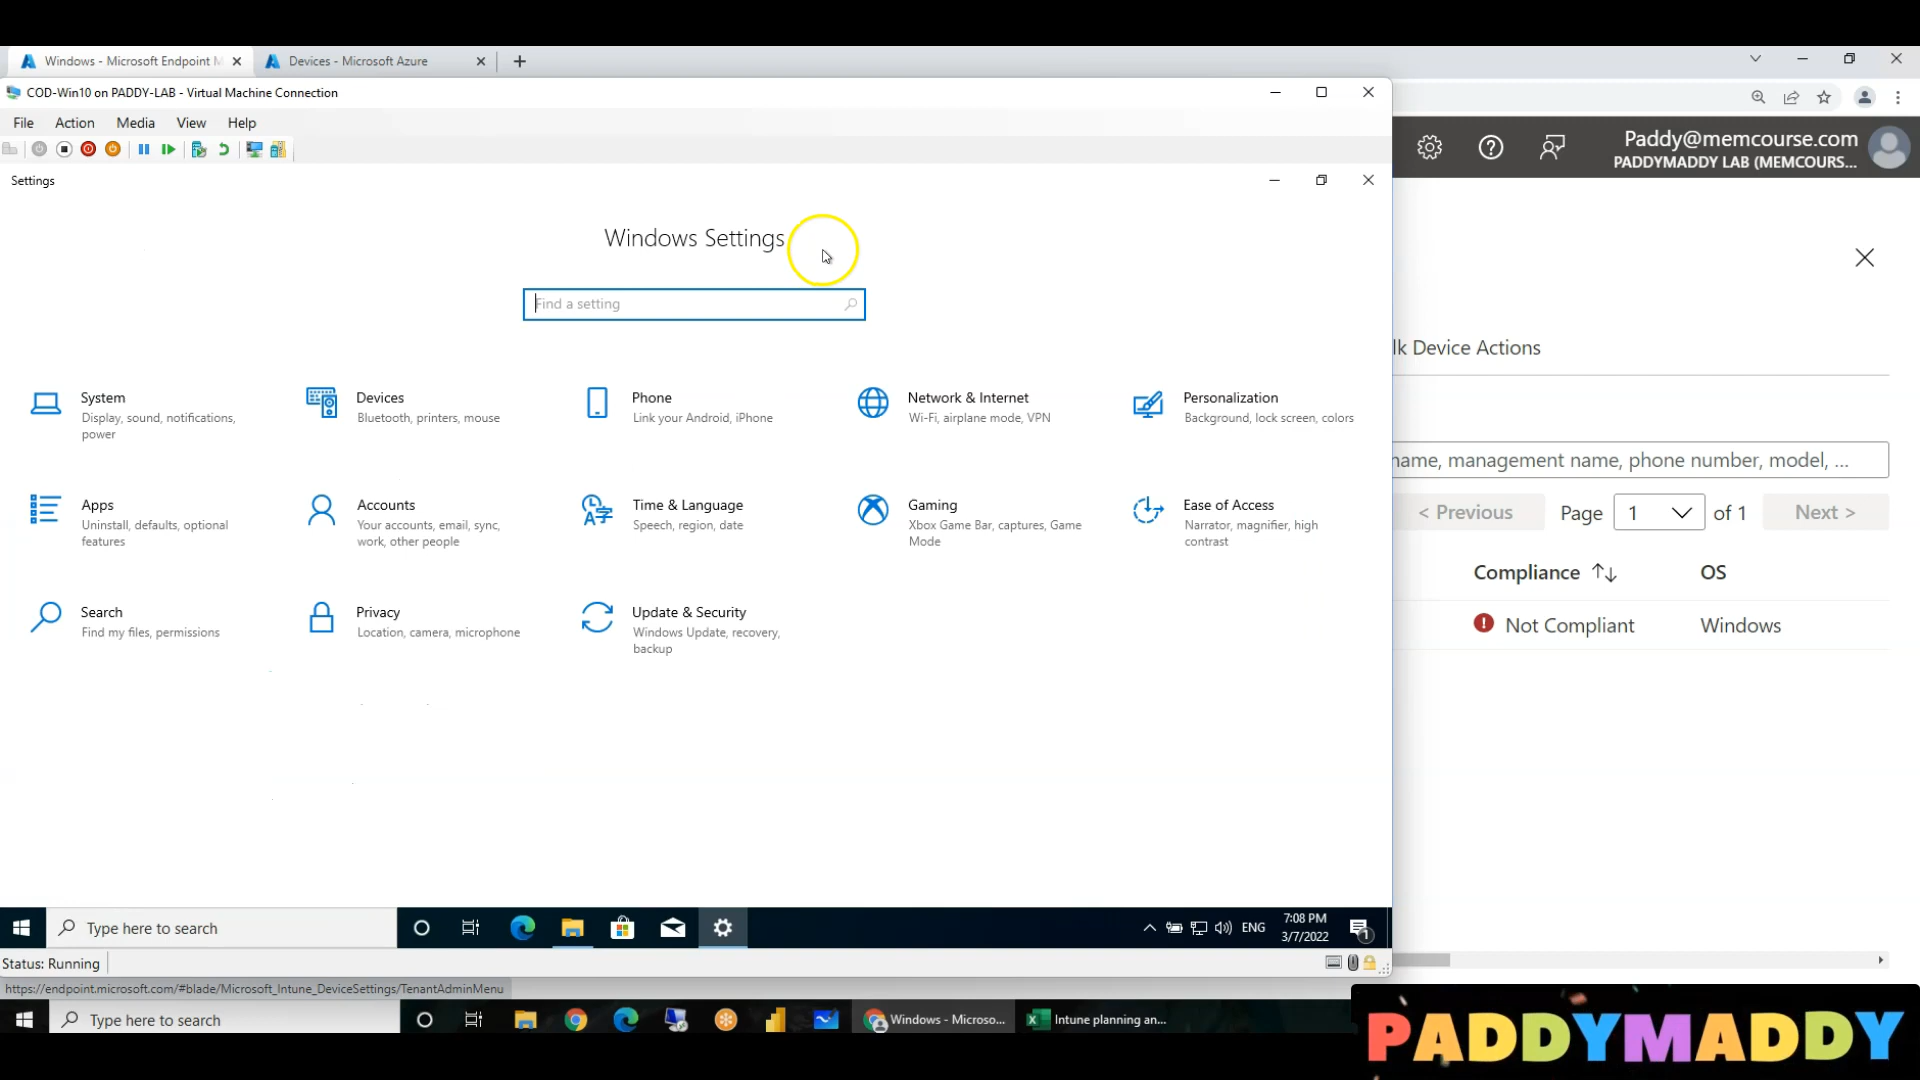 Windows - Microsoft Endpoint M
Devices - Microsoft Azure
COD-Win10 on PADDY-LAB - Virtual Machine Connection
File Action Media View Help
Paddy@memcourse.com
PADDYMADDY LAB (MEMCOURS...
Settings
Windows Settings
Find a setting
System
Display, sound, notifications,
power
Devices
Bluetooth, printers, mouse
Phone
Link your Android, iPhone
Network & Internet
Wi-Fi, airplane mode, VPN
Personalization
Background, lock screen, colors
Apps
Uninstall, defaults, optional
features
Accounts
Your accounts, email, sync,
work, other people
Time & Language
Speech, region, date
Gaming
Xbox Game Bar, captures, Game
Mode
Ease of Access
Narrator, magnifier, high
contrast
Search
Find my files, permissions
Privacy
Location, camera, microphone
Update & Security
Windows Update, recovery,
backup
lk Device Actions
name, management name, phone number, model, ...
< Previous Page 1 of 1 Next >
Compliance OS
Not Compliant Windows
Type here to search
ENG
7:08 PM
3/7/2022
1
Status: Running
https://endpoint.microsoft.com/#blade/Microsoft_Intune_DeviceSettings/TenantAdminMenu
Type here to search
Windows - Microso...
Intune planning an...
PADDYMADDY